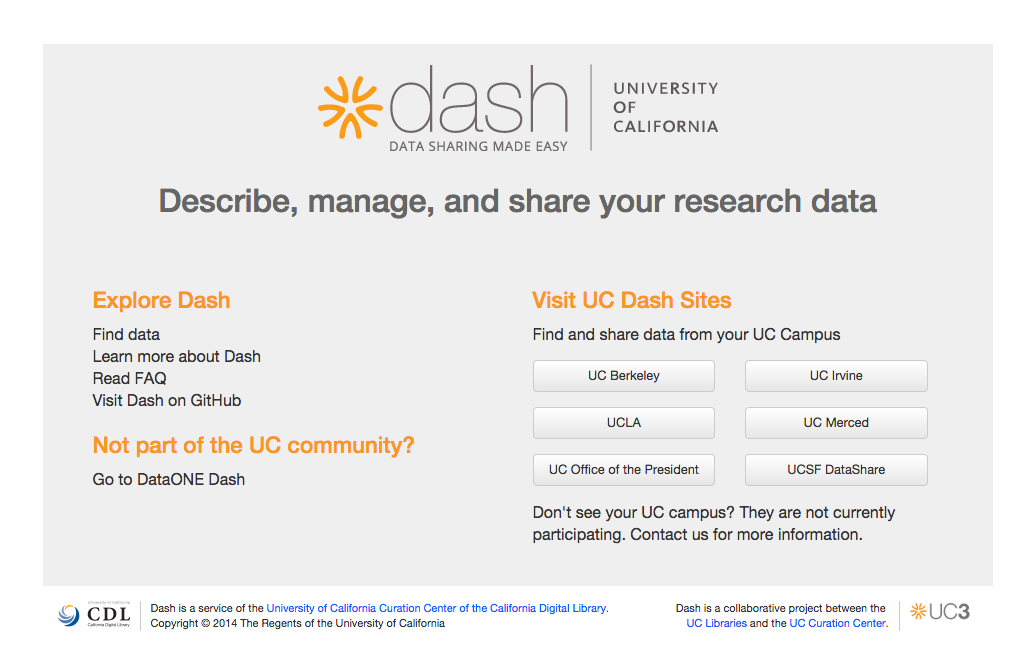 dash
DATA SHARING MADE EASY
UNIVERSITY
OF
CALIFORNIA
Describe, manage, and share your research data
Explore Dash
Find data
Learn more about Dash
Read FAQ
Visit Dash on GitHub
Not part of the UC community?
Go to DataONE Dash
Visit UC Dash Sites
Find and share data from your UC Campus
UC Berkeley
UC Irvine
UCLA
UC Merced
UC Office of the President
UCSF DataShare
Don't see your UC campus? They are not currently
participating. Contact us for more information.
University of California
CDL
California Digital Library
Dash is a service of the University of California Curation Center of the California Digital Library.
Copyright © 2014 The Regents of the University of California
Dash is a collaborative project between the
UC Libraries and the UC Curation Center.
UC3